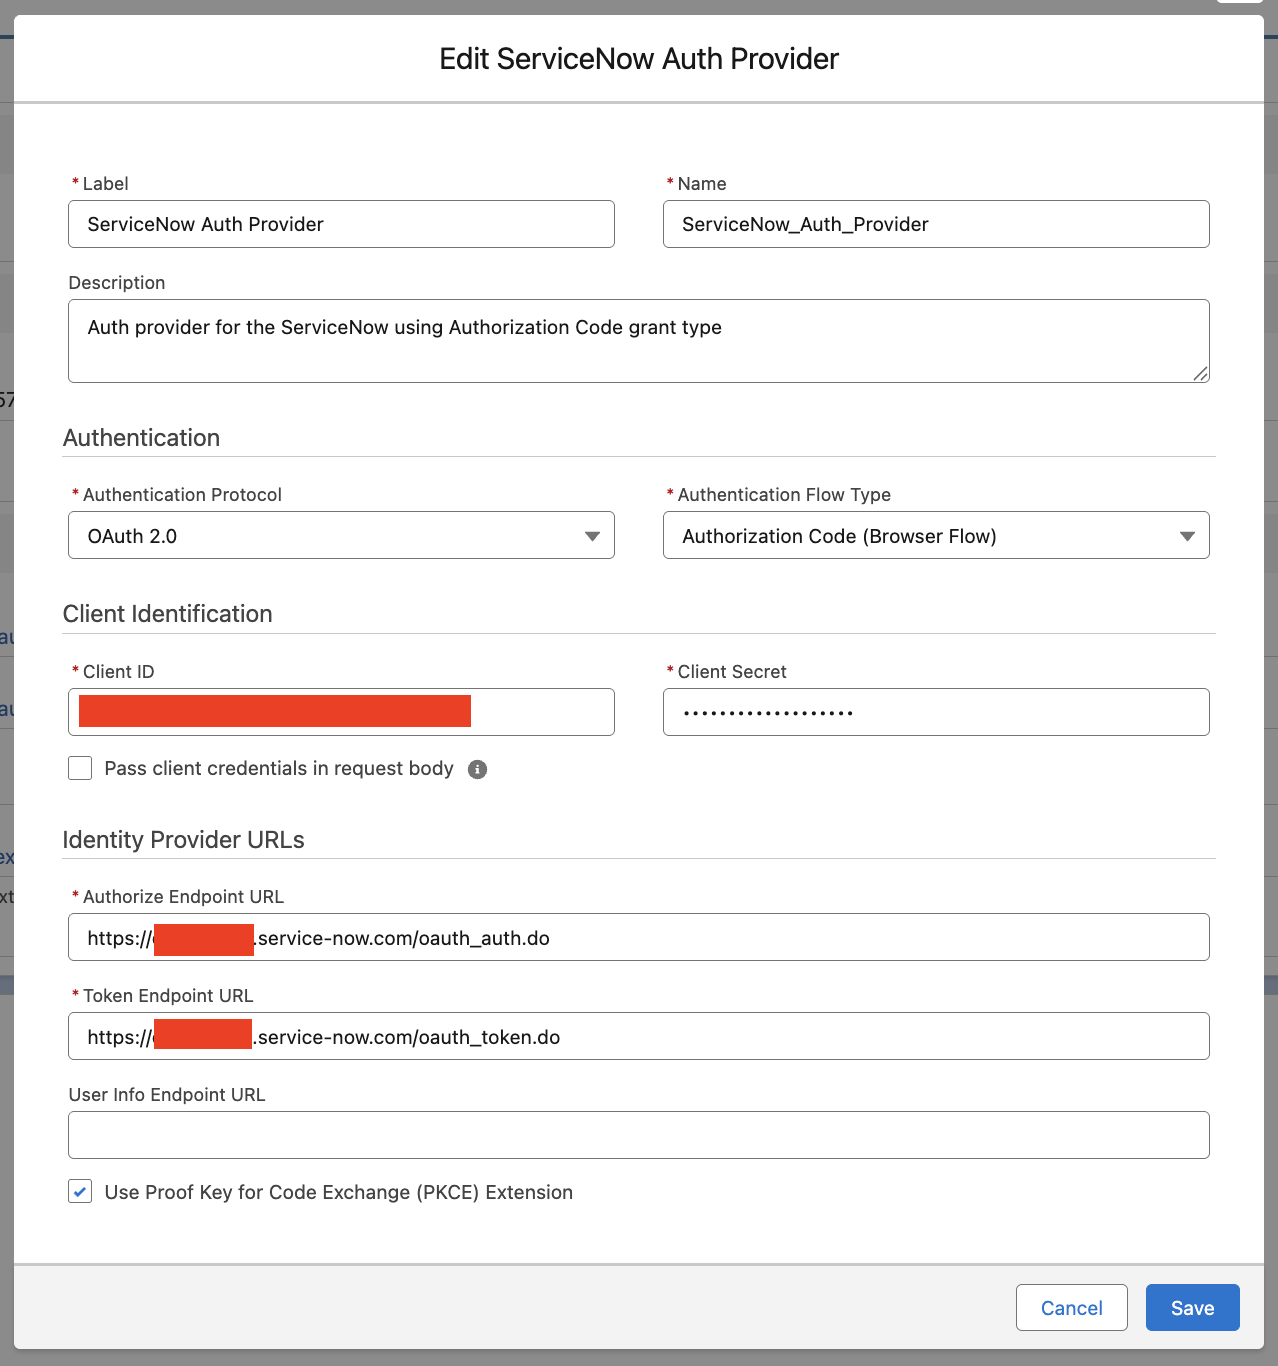 Edit ServiceNow Auth Provider
* Label
* Name
ServiceNow Auth Provider
ServiceNow_Auth_Provider
Description
Auth provider for the ServiceNow using Authorization Code grant type
Authentication
* Authentication Protocol
* Authentication Flow Type
OAuth 2.0
Authorization Code (Browser Flow)
Client Identification
* Client ID
* Client Secret
Pass client credentials in request body
Identity Provider URLs
* Authorize Endpoint URL
https:// .service-now.com/oauth_auth.do
* Token Endpoint URL
https:// .service-now.com/oauth_token.do
User Info Endpoint URL
Use Proof Key for Code Exchange (PKCE) Extension
Cancel
Save